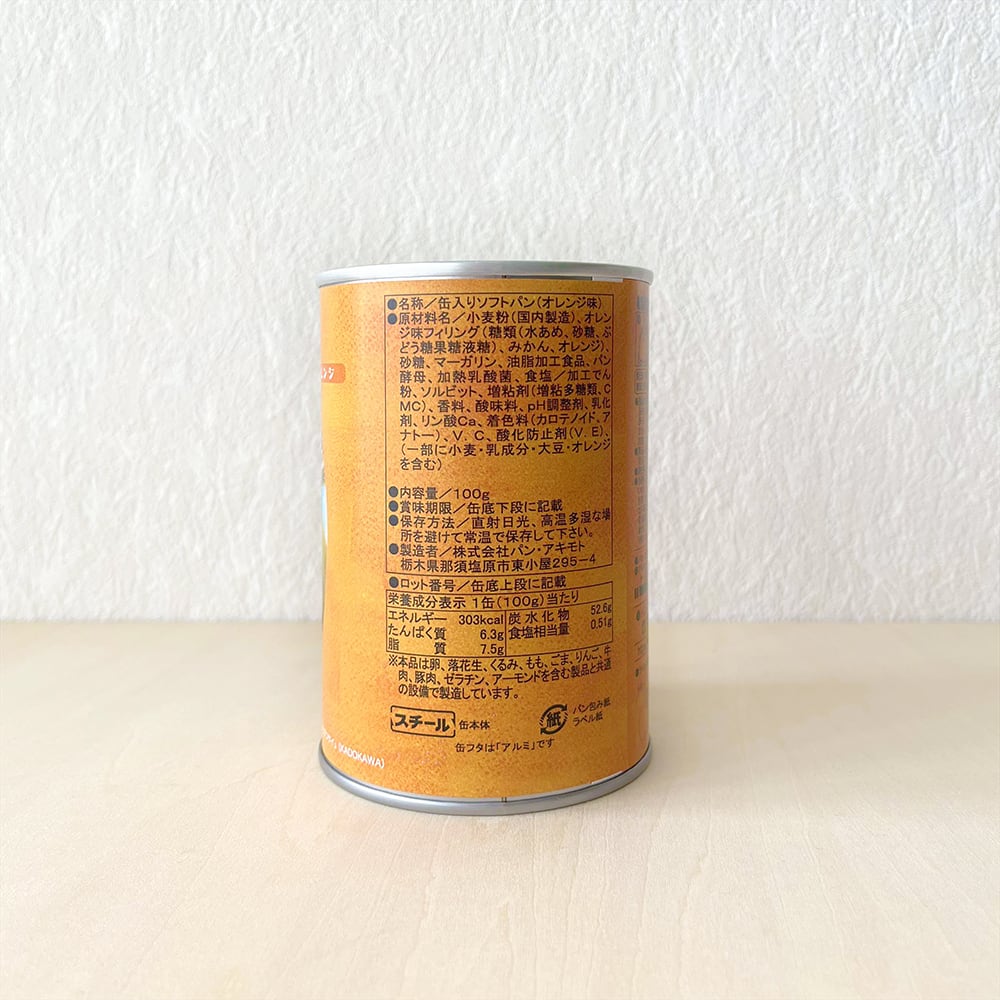 ●名称／缶入りソフトパン（オレンジ味）
●原材料名／小麦粉（国内製造）、オレン
ジ味フィリング（糖類（水あめ、砂糖、ぶ
どう糖果糖液糖）、みかん、オレンジ）、
砂糖、マーガリン、油脂加工食品、パン
酵母、加熱乳酸菌、食塩／加工でん
粉、ソルビット、増粘剤（増粘多糖類、C
MC）、香料、酸味料、pH調整剤、乳化
剤、リン酸Ca、着色料（カロテノイド、ア
ナトー）、V．C、酸化防止剤（V．E）、
（一部に小麦・乳成分・大豆・オレンジ
を含む）
●内容量／100g
●賞味期限／缶底下段に記載
●保存方法／直射日光、高温多湿な場
所を避けて常温で保存して下さい。
●製造者／株式会社パン・アキモト
栃木県那須塩原市東小屋295-4
●ロット番号／缶底上段に記載
栄養成分表示 1缶（100g）当たり
エネルギー 303kcal 炭水化物 52.6g
たんぱく質 6.3g 食塩相当量 0.51g
脂質 7.5g
※本品は卵、落花生、くるみ、もも、ごま、りんご、牛
肉、豚肉、ゼラチン、アーモンドを含む製品と共通
の設備で製造しています。
スチール 缶本体
紙 パン包み紙
ラベル紙
缶フタは「アルミ」です
（KADOKAWA）